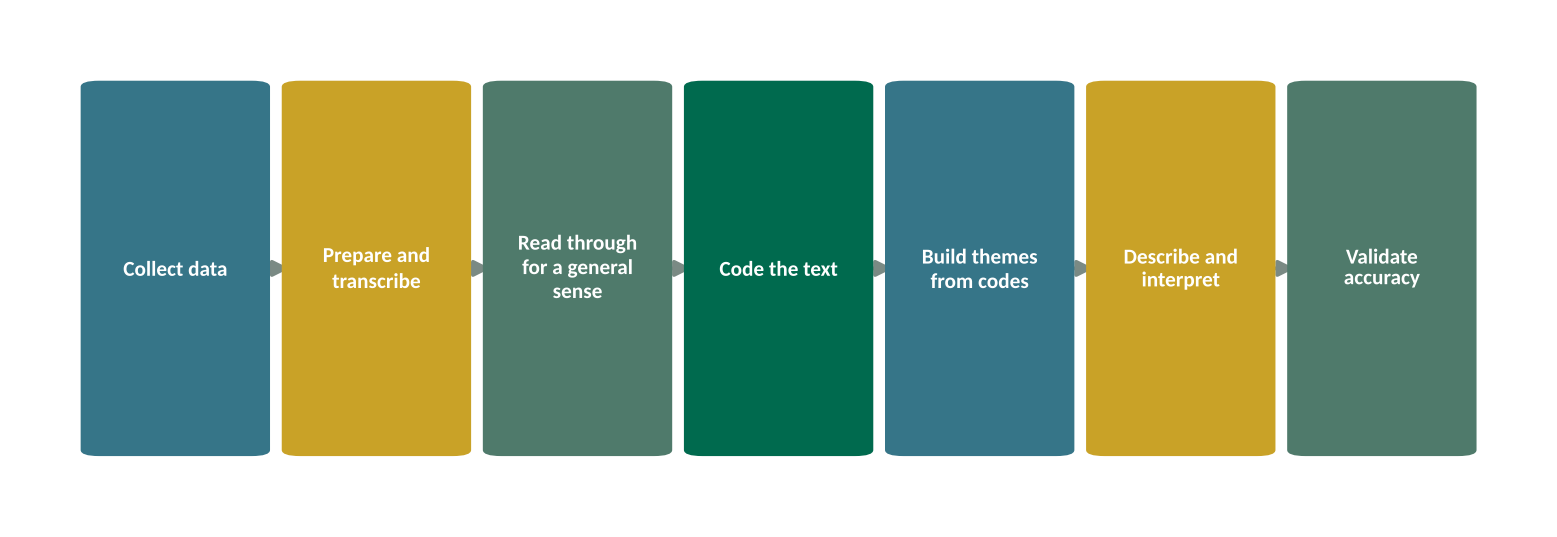 Collect data
Prepare and
transcribe
Read through
for a general
sense
Code the text
Build themes
from codes
Describe and
interpret
Validate
accuracy